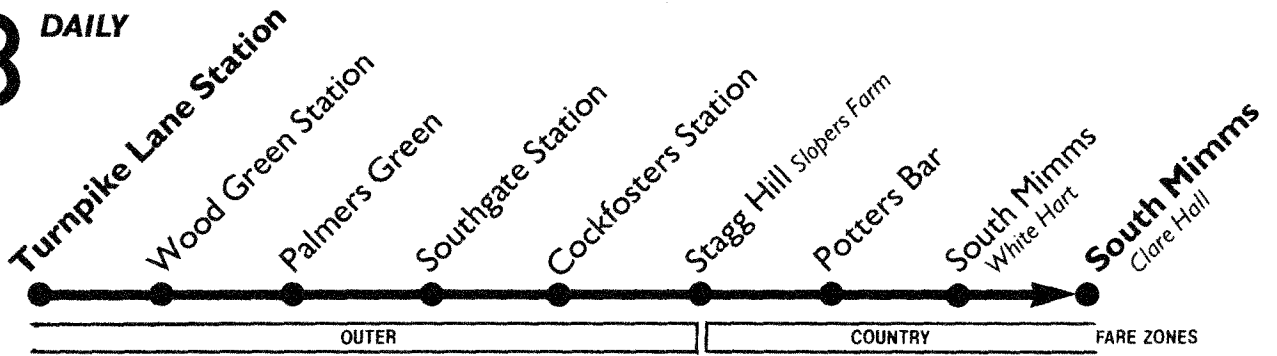 DAILY
Turnpike Lane Station
Wood Green Station
Palmers Green
Southgate Station
Cockfosters Station
Stagg Hill Slopers Farm
Potters Bar
South Mimms
White Hart
South Mimms
Clare Hall
OUTER
COUNTRY
FARE ZONES